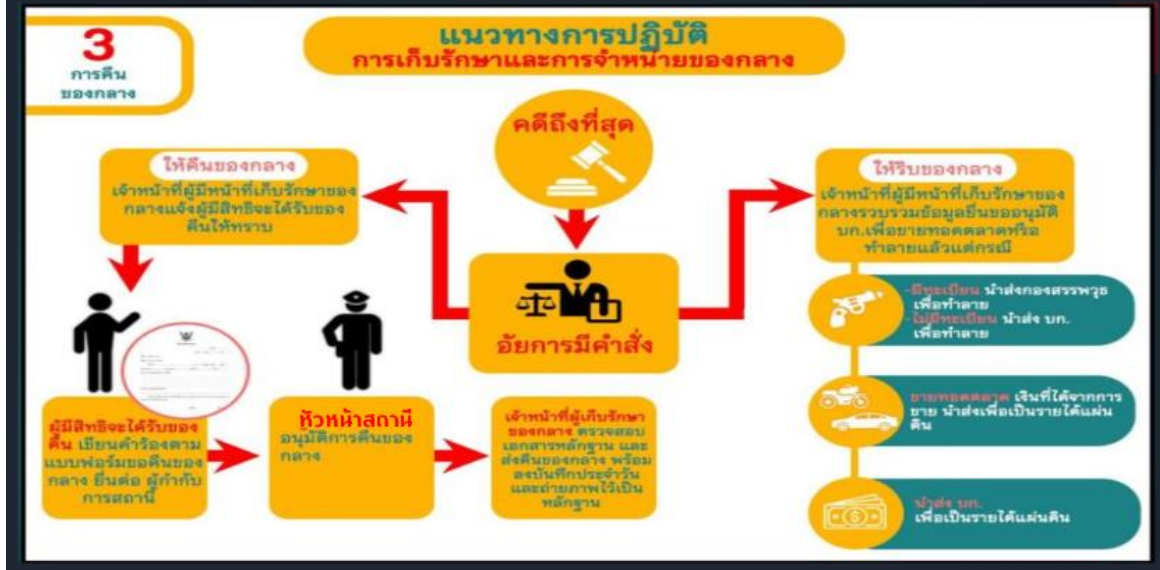 3
การคืน
ของกลาง
แนวทางการปฏิบัติ
การเก็บรักษาและการจำหน่ายของกลาง
คดีถึงที่สุด
ให้คืนของกลาง
เจ้าหน้าที่ผู้มีหน้าที่เก็บรักษาของ
กลางแจ้งผู้มีสิทธิจะได้รับของ
คืนให้ทราบ
อัยการมีคำสั่ง
ให้ริบของกลาง
เจ้าหน้าที่ผู้มีหน้าที่เก็บรักษาของ
กลางรวบรวมข้อมูลยื่นขออนุมัติ
บก.เพื่อขายทอดตลาดหรือ
ทำลายแล้วแต่กรณี
-มีทะเบียน นำส่งกองสรรพาวุธ
เพื่อทำลาย
-ไม่มีทะเบียน นำส่ง บก.
เพื่อทำลาย
ขายทอดตลาด เงินที่ได้จากการ
ขาย นำส่งเพื่อเป็นรายได้แผ่น
ดิน
นำส่ง บก.
เพื่อเป็นรายได้แผ่นดิน
ผู้มีสิทธิจะได้รับของ
คืน เขียนคำร้องตาม
แบบฟอร์มขอคืนของ
กลาง ยื่นต่อ ผู้กำกับ
การสถานี
หัวหน้าสถานี
อนุมัติการคืนของ
กลาง
เจ้าหน้าที่ผู้เก็บรักษา
ของกลาง ตรวจสอบ
เอกสารหลักฐาน และ
ส่งคืนของกลาง พร้อม
ลงบันทึกประจำวัน
และถ่ายภาพไว้เป็น
หลักฐาน